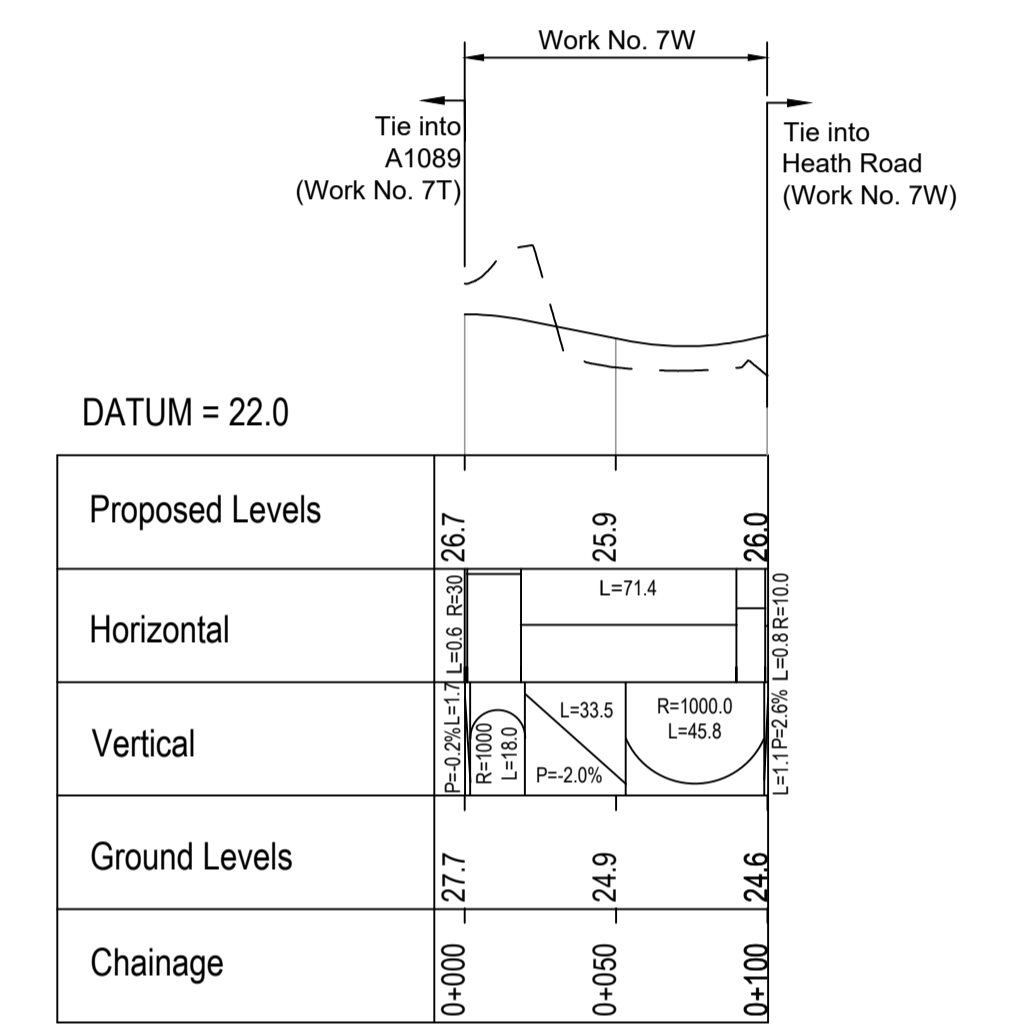 Work No. 7W
Tie into
A1089
(Work No. 7T)
Tie into
Heath Road
(Work No. 7W)
DATUM = 22.0
Proposed Levels
26.7
25.9
26.0
Horizontal
L=0.6 R=30
L=71.4
L=0.8 R=10.0
Vertical
P=-0.2% L=1.7
R=1000
L=18.0
L=33.5
P=-2.0%
R=1000.0
L=45.8
L=1.1 P=2.6%
Ground Levels
27.7
24.9
24.6
Chainage
0+000
0+050
0+100